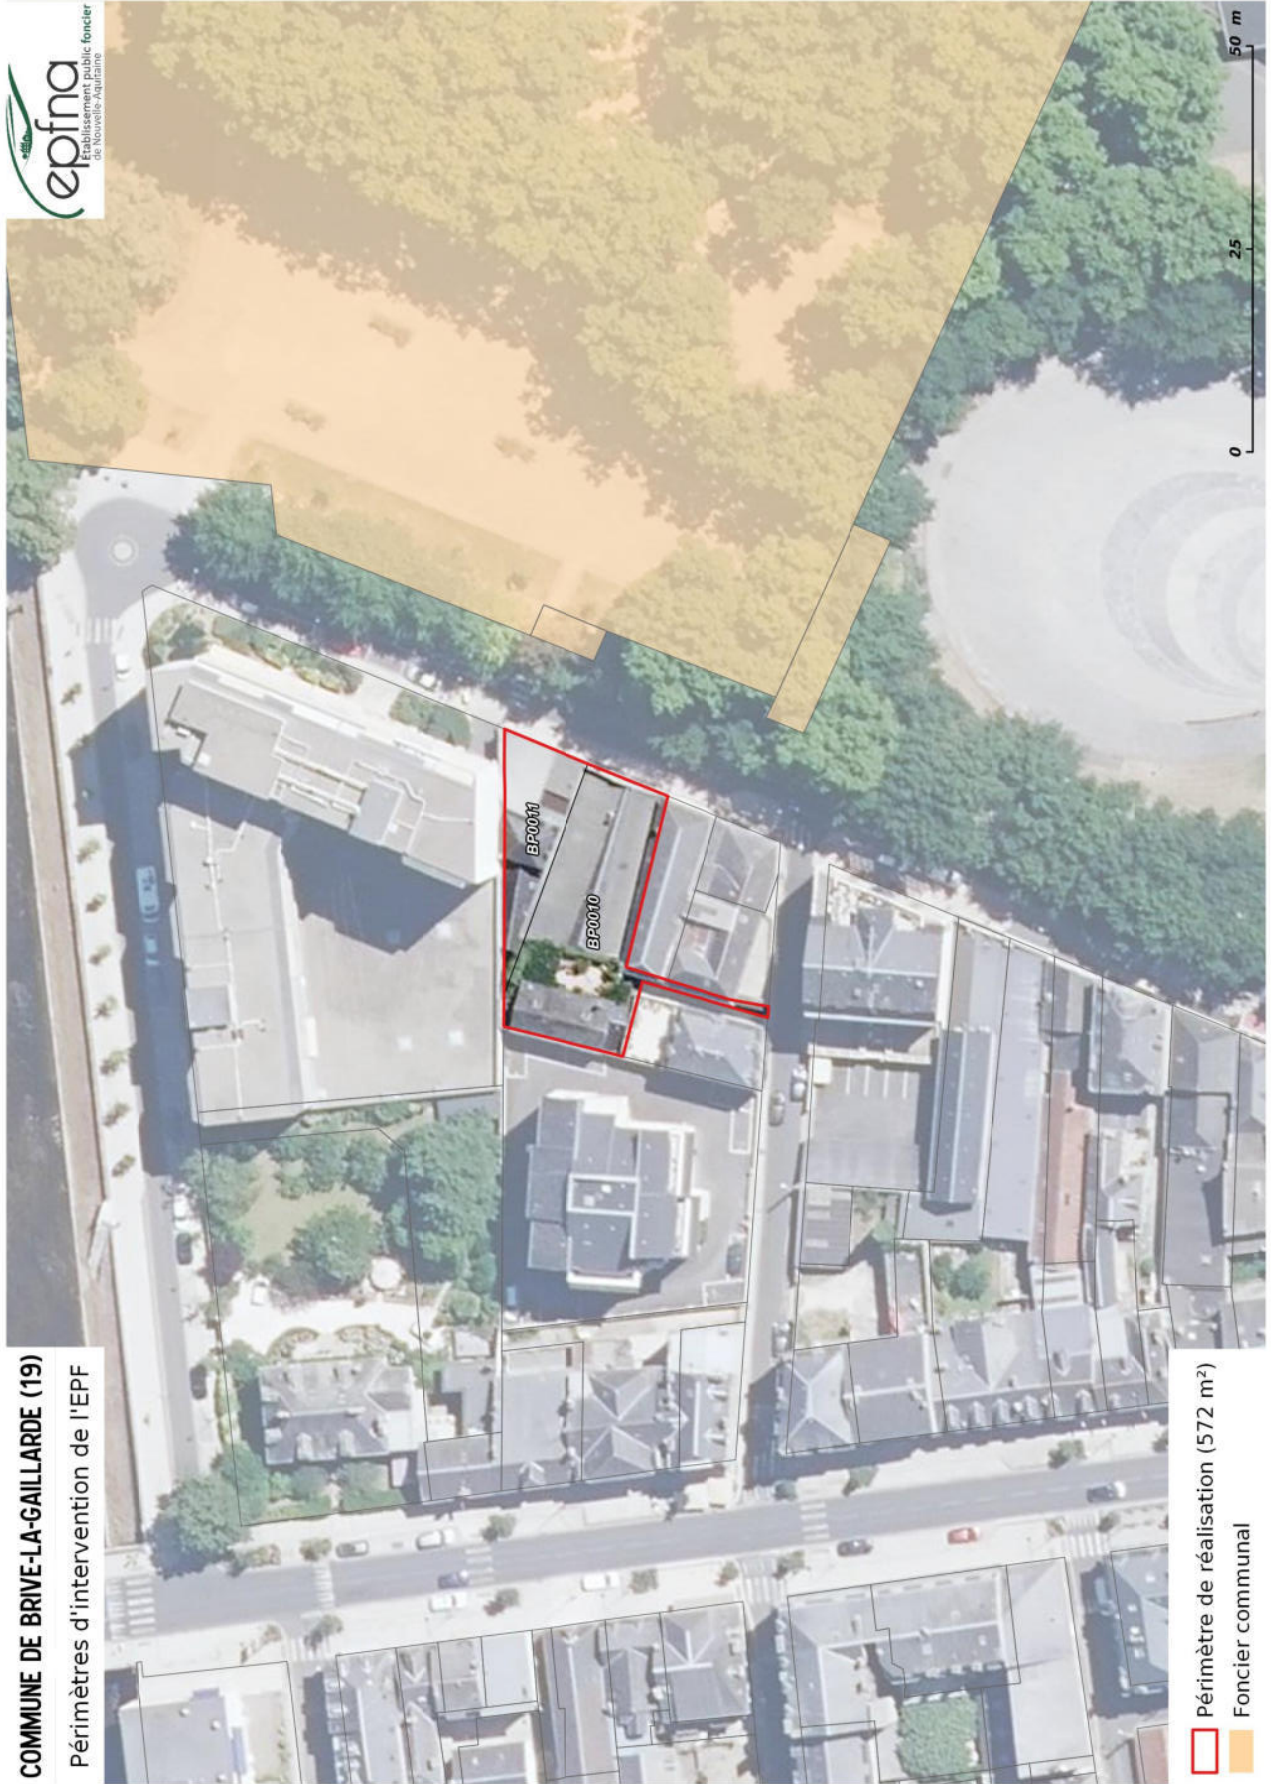 COMMUNE DE BRIVE-LA-GAILLARDE (19)
Périmètres d'intervention de l'EPF
epfna
Établissement public foncier
de Nouvelle-Aquitaine
BP0011
BP0010
Périmètre de réalisation (572 m²)
Foncier communal
0 25 50 m